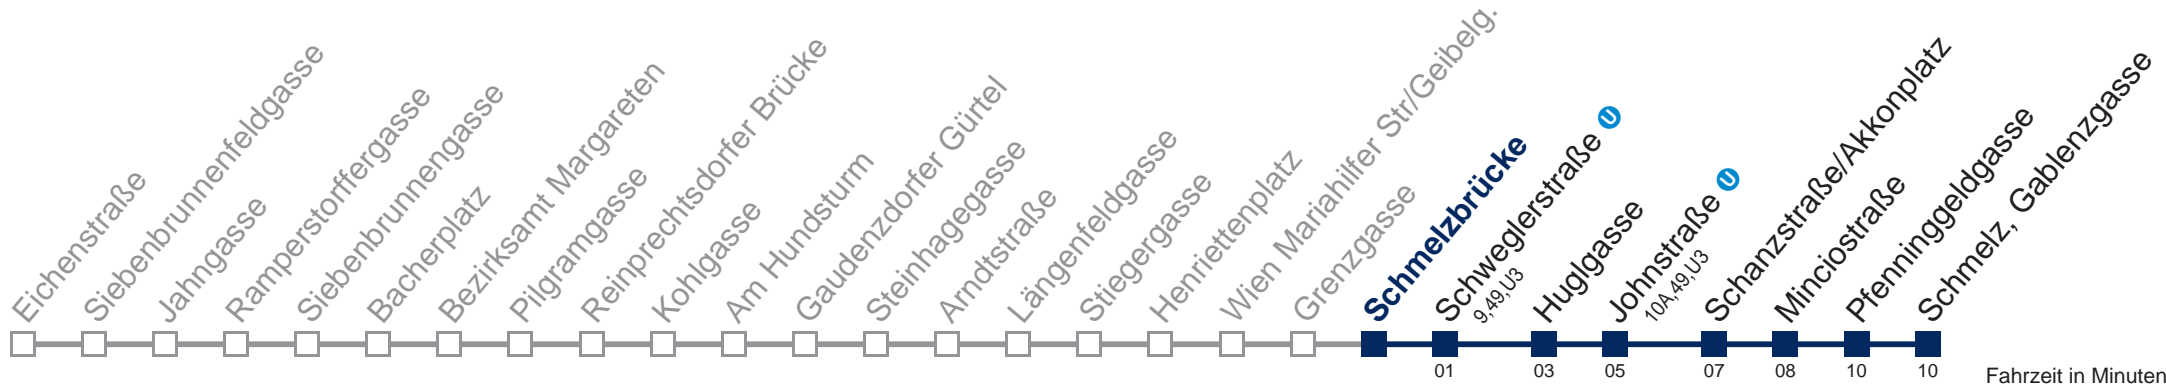 Eichenstraße
Siebenbrunnenfeldgasse
Jahngasse
Ramperstorffergasse
Siebenbrunnengasse
Bacherplatz
Bezirksamt Margareten
Pilgramgasse
Reinprechtsdorfer Brücke
Kohlgasse
Am Hundsturm
Gaudenzdorfer Gürtel
Steinhagegasse
Arndtstraße
Längenfeldgasse
Stiegergasse
Henriettenplatz
Wien Mariahilfer Str/Geibelg.
Grenzgasse
Schmelzbrücke
Schweglerstraße U
9,49,U3
Huglgasse
Johnstraße U
10A,49,U3
Schanzstraße/Akkonplatz
Minciostraße
Pfenninggeldgasse
Schmelz, Gablenzgasse
01 03 05 07 08 10 10
Fahrzeit in Minuten